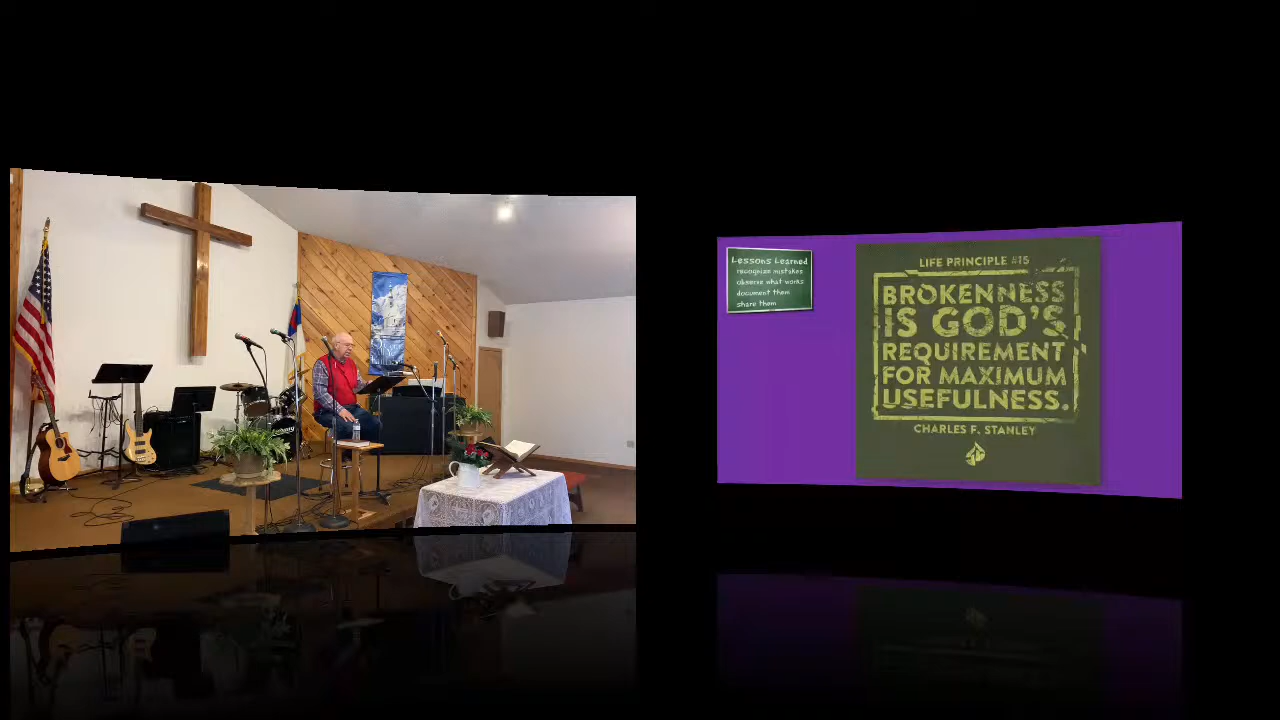 Lessons Learned
recognize mistakes
observe what works
document them
share them
LIFE PRINCIPLE #15
BROKENNESS
IS GOD'S
REQUIREMENT
FOR MAXIMUM
USEFULNESS.
CHARLES F. STANLEY